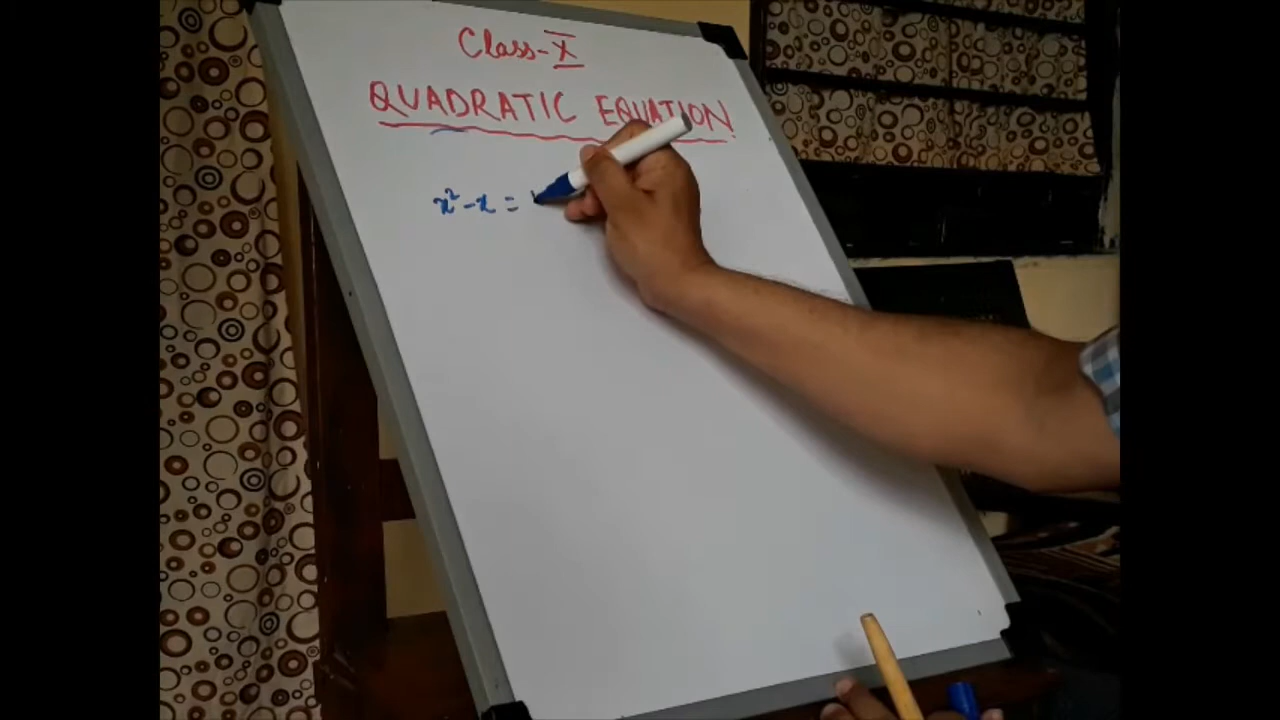 Class-X
QUADRATIC EQUATION
x² - x =